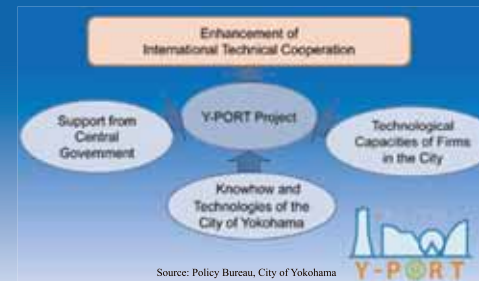 Enhancement of
International Technical Cooperation
Support from
Central
Government
Y-PORT Project
Technological
Capacities of Firms
in the City
Knowhow and
Technologies of the
City of Yokohama
Source: Policy Bureau, City of Yokohama
Y-PORT